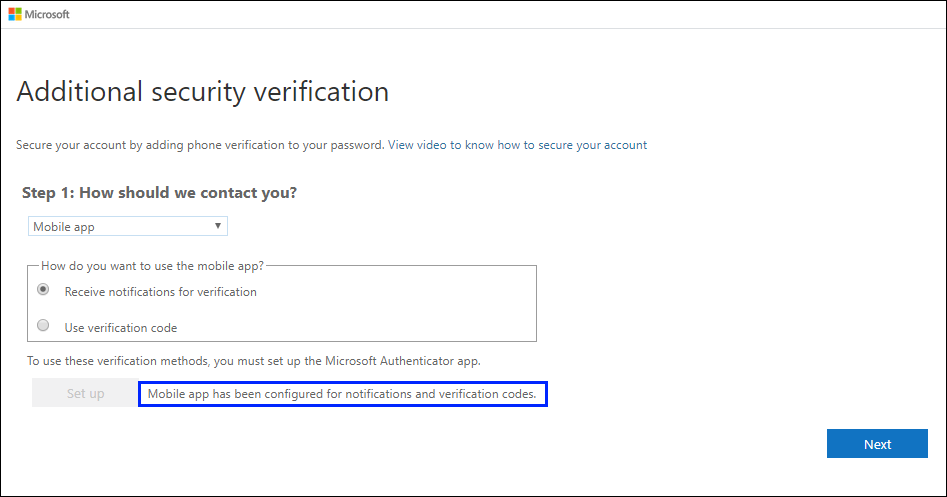 Microsoft
Additional security verification
Secure your account by adding phone verification to your password. View video to know how to secure your account
Step 1: How should we contact you?
Mobile app
How do you want to use the mobile app?
Receive notifications for verification
Use verification code
To use these verification methods, you must set up the Microsoft Authenticator app.
Set up Mobile app has been configured for notifications and verification codes.
Next